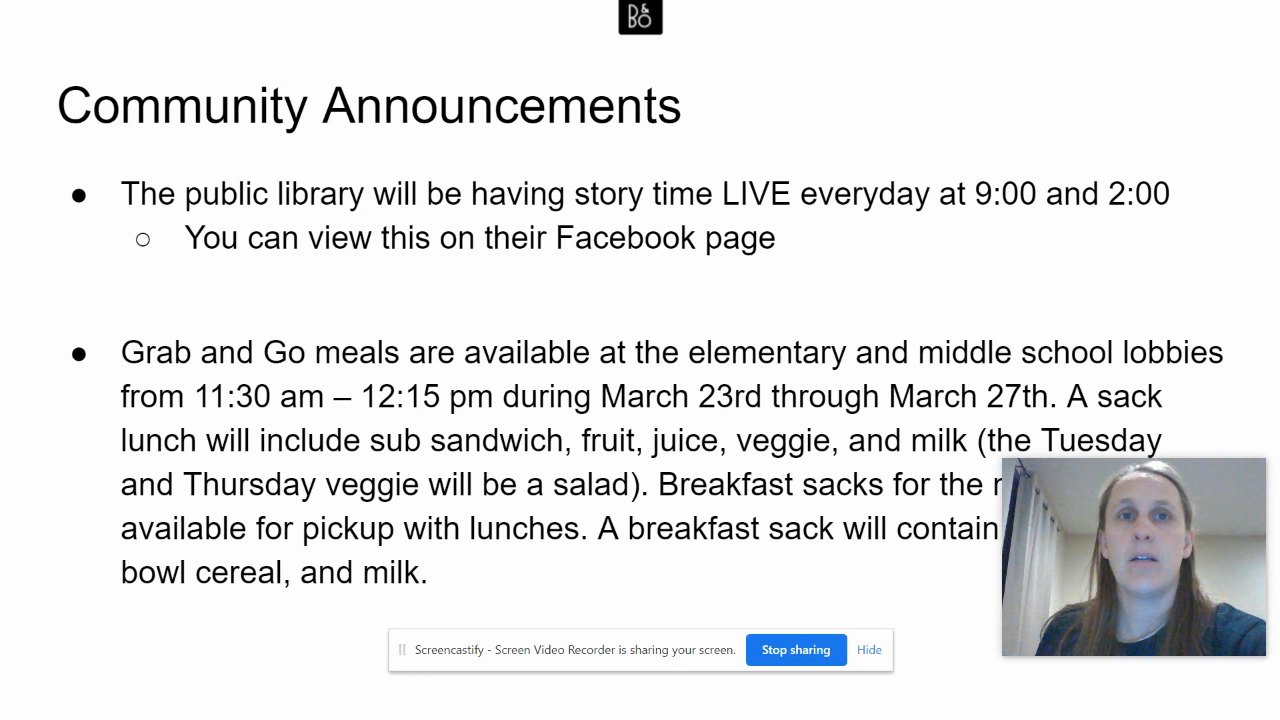 B&O
Community Announcements
● The public library will be having story time LIVE everyday at 9:00 and 2:00
○ You can view this on their Facebook page
● Grab and Go meals are available at the elementary and middle school lobbies
from 11:30 am – 12:15 pm during March 23rd through March 27th. A sack
lunch will include sub sandwich, fruit, juice, veggie, and milk (the Tuesday
and Thursday veggie will be a salad). Breakfast sacks for the
available for pickup with lunches. A breakfast sack will contain
bowl cereal, and milk.
Screencastify - Screen Video Recorder is sharing your screen.
Stop sharing
Hide